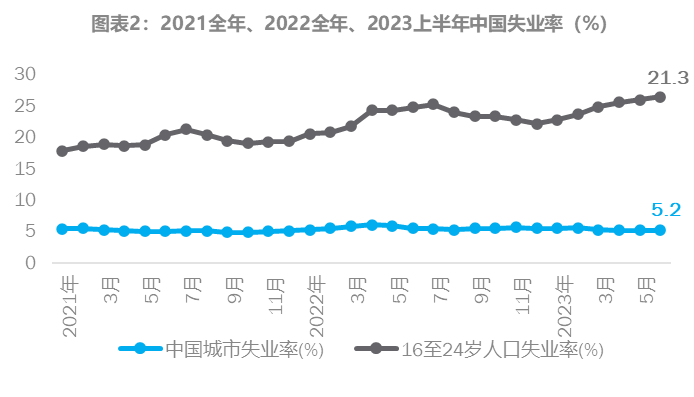 图表2：2021全年、2022全年、2023上半年中国失业率（%）
30
25
20
15
10
5
0
21.3
5.2
2021年
3月
5月
7月
9月
11月
2022年
3月
5月
7月
9月
11月
2023年
3月
5月
中国城市失业率(%)
16至24岁人口失业率(%)